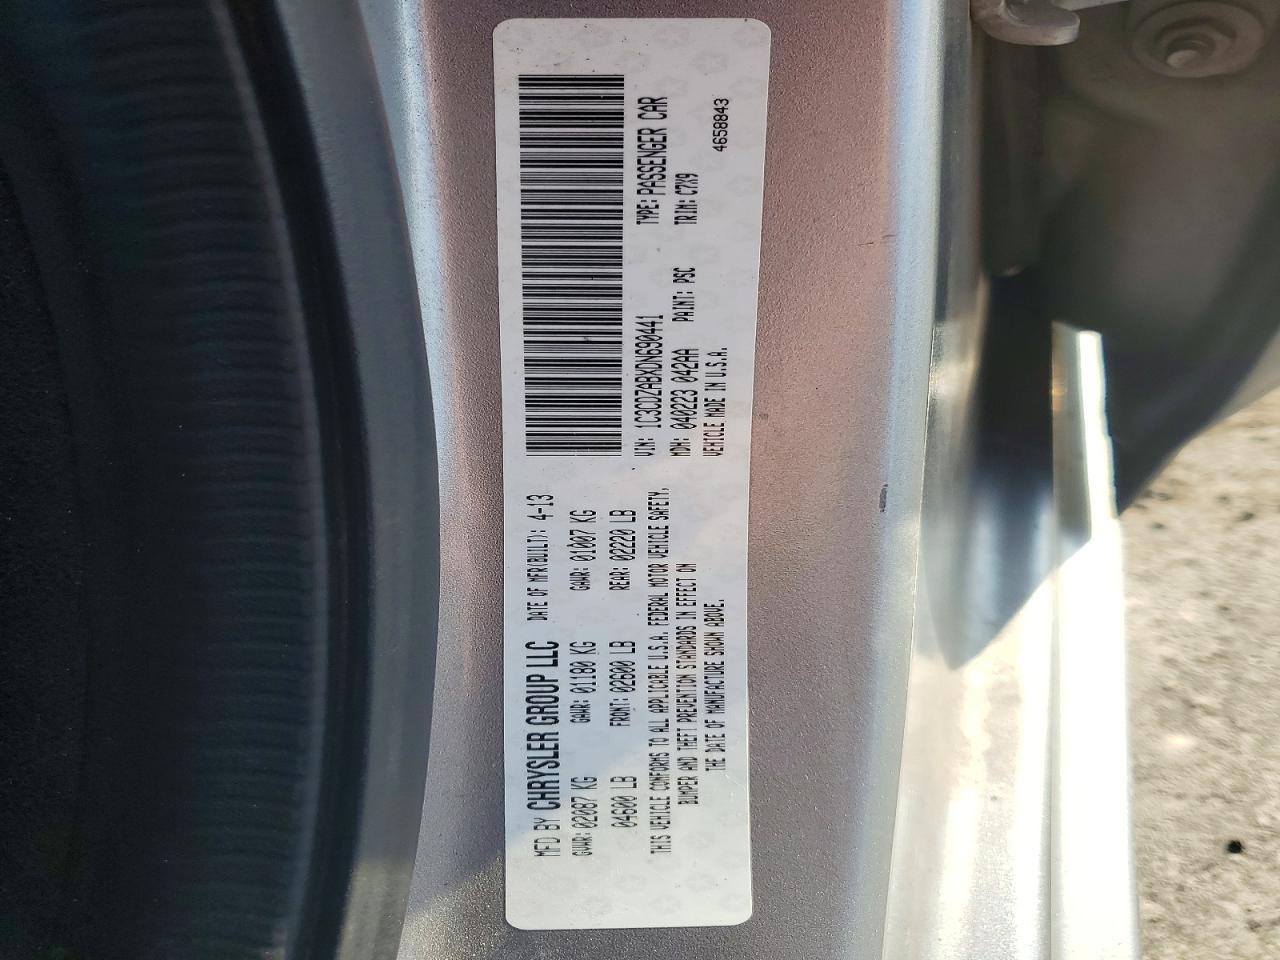 MFD BY CHRYSLER GROUP LLC DATE OF MFR(BUILT): 4-13
GVWR: 02087 KG GAWR: 01180 KG GAWR: 01007 KG
04600 LB FRONT: 02600 LB REAR: 02220 LB
THIS VEHICLE CONFORMS TO ALL APPLICABLE U.S.A. FEDERAL MOTOR VEHICLE SAFETY,
BUMPER AND THEFT PREVENTION STANDARDS IN EFFECT ON
THE DATE OF MANUFACTURE SHOWN ABOVE.
VIN: 1C3CDZABXDN690441 TYPE: PASSENGER CAR
MDH: 040223 042AA PAINT: PSC TRIM: C7X9
VEHICLE MADE IN U.S.A.
4658843